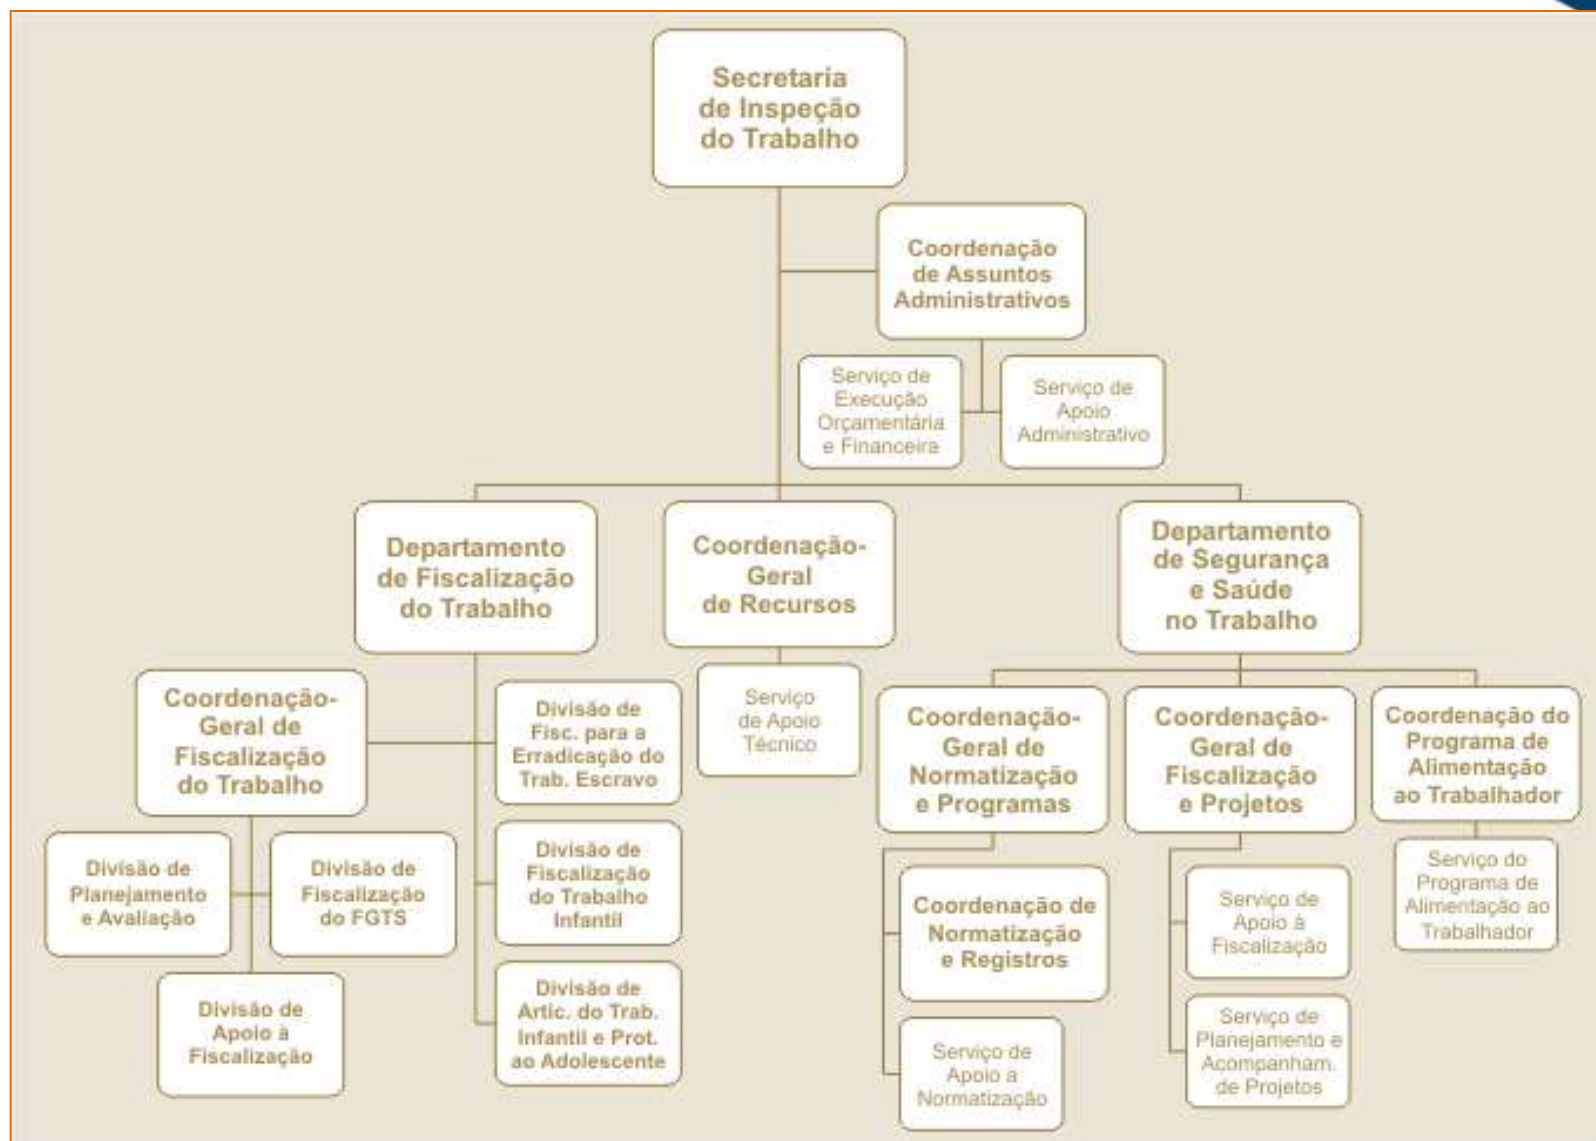 Secretaria
de Inspeção
do Trabalho
Coordenação
de Assuntos
Administrativos
Serviço de
Execução
Orçamentária
e Financeira
Serviço de
Apoio
Administrativo
Departamento
de Fiscalização
do Trabalho
Coordenação-
Geral
de Recursos
Departamento
de Segurança
e Saúde
no Trabalho
Coordenação-
Geral de
Fiscalização
do Trabalho
Divisão de
Fisc. para a
Erradicação do
Trab. Escravo
Serviço
de Apoio
Técnico
Coordenação-
Geral de
Normatização
e Programas
Coordenação-
Geral de
Fiscalização
e Projetos
Coordenação do
Programa de
Alimentação
ao Trabalhador
Divisão de
Planejamento
e Avaliação
Divisão de
Fiscalização
do FGTS
Divisão de
Fiscalização
do Trabalho
Infantil
Coordenação de
Normatização
e Registros
Serviço de
Apoio à
Fiscalização
Serviço do
Programa de
Alimentação ao
Trabalhador
Divisão de
Apoio à
Fiscalização
Divisão de
Artic. do Trab.
Infantil e Prot.
ao Adolescente
Serviço de
Apoio a
Normatização
Serviço de
Planejamento e
Acompanham.
de Projetos